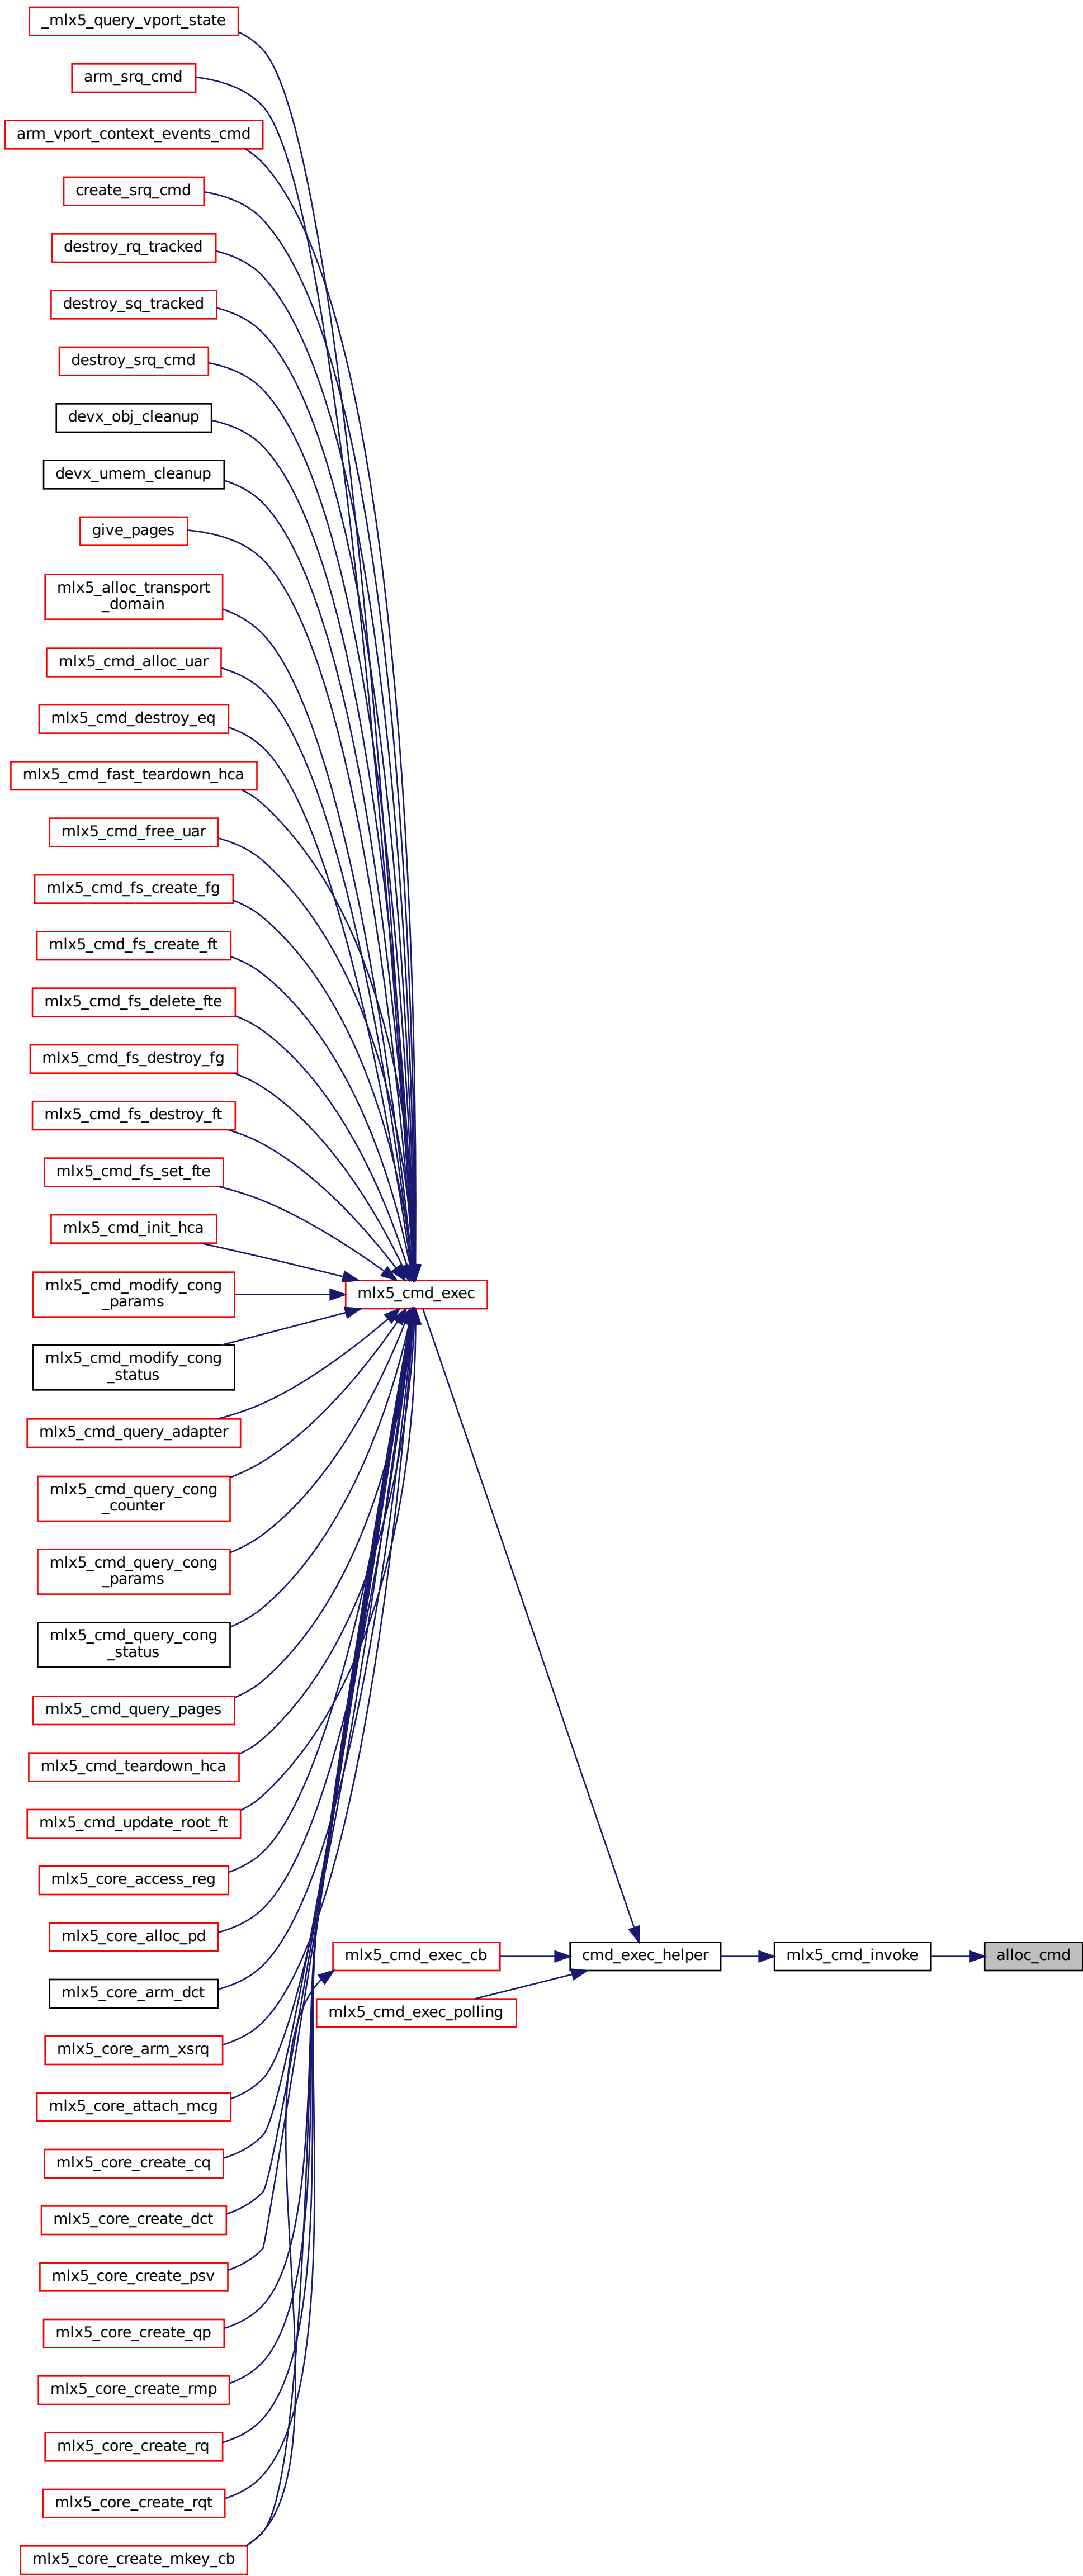 _mlx5_query_vport_state
arm_srq_cmd
arm_vport_context_events_cmd
create_srq_cmd
destroy_rq_tracked
destroy_sq_tracked
destroy_srq_cmd
devx_obj_cleanup
devx_umem_cleanup
give_pages
mlx5_alloc_transport
_domain
mlx5_cmd_alloc_uar
mlx5_cmd_destroy_eq
mlx5_cmd_fast_teardown_hca
mlx5_cmd_free_uar
mlx5_cmd_fs_create_fg
mlx5_cmd_fs_create_ft
mlx5_cmd_fs_delete_fte
mlx5_cmd_fs_destroy_fg
mlx5_cmd_fs_destroy_ft
mlx5_cmd_fs_set_fte
mlx5_cmd_init_hca
mlx5_cmd_modify_cong
_params
mlx5_cmd_modify_cong
_status
mlx5_cmd_query_adapter
mlx5_cmd_query_cong
_counter
mlx5_cmd_query_cong
_params
mlx5_cmd_query_cong
_status
mlx5_cmd_query_pages
mlx5_cmd_teardown_hca
mlx5_cmd_update_root_ft
mlx5_core_access_reg
mlx5_core_alloc_pd
mlx5_core_arm_dct
mlx5_core_arm_xsrq
mlx5_core_attach_mcg
mlx5_core_create_cq
mlx5_core_create_dct
mlx5_core_create_psv
mlx5_core_create_qp
mlx5_core_create_rmp
mlx5_core_create_rq
mlx5_core_create_rqt
mlx5_core_create_mkey_cb
mlx5_cmd_exec
mlx5_cmd_exec_cb
mlx5_cmd_exec_polling
cmd_exec_helper
mlx5_cmd_invoke
alloc_cmd